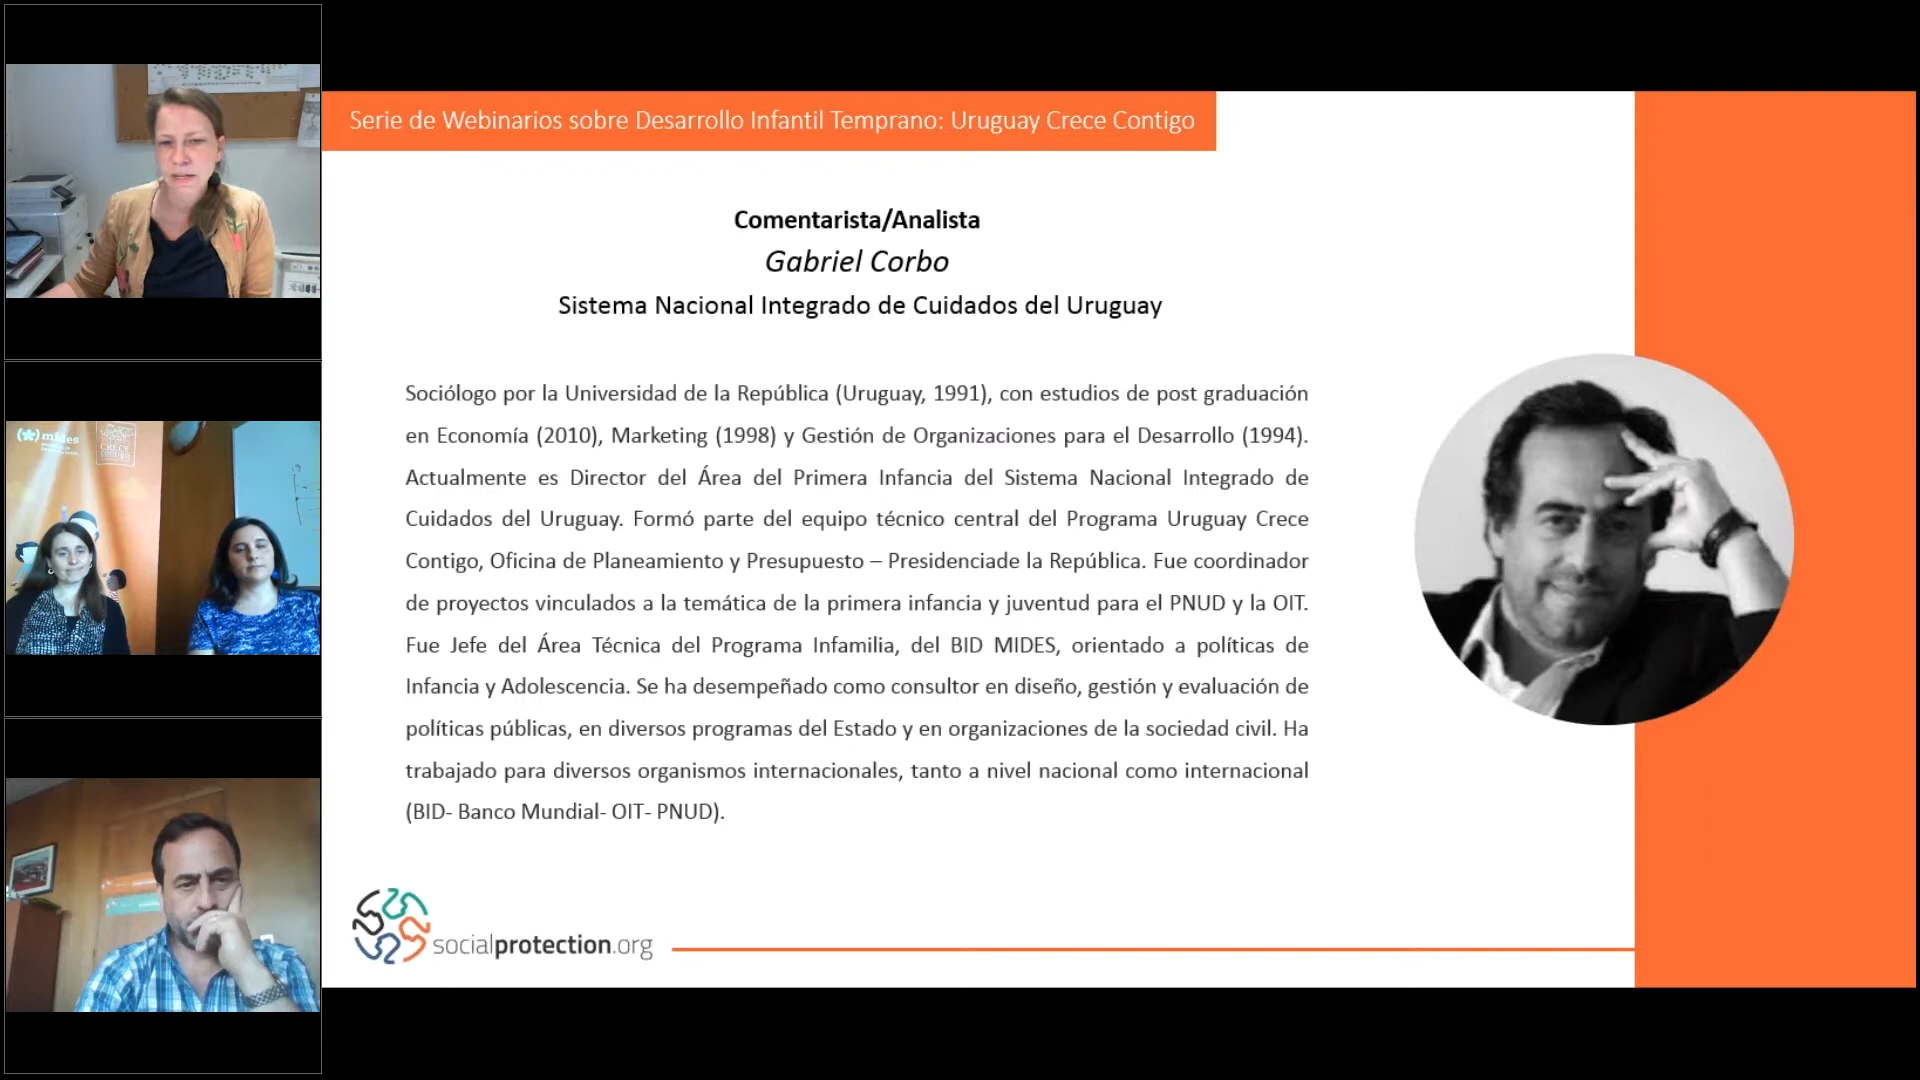 Serie de Webinarios sobre Desarrollo Infantil Temprano: Uruguay Crece Contigo
Comentarista/Analista
Gabriel Corbo
Sistema Nacional Integrado de Cuidados del Uruguay
Sociólogo por la Universidad de la República (Uruguay, 1991), con estudios de post graduación
en Economía (2010), Marketing (1998) y Gestión de Organizaciones para el Desarrollo (1994).
Actualmente es Director del Área del Primera Infancia del Sistema Nacional Integrado de
Cuidados del Uruguay. Formó parte del equipo técnico central del Programa Uruguay Crece
Contigo, Oficina de Planeamiento y Presupuesto – Presidenciade la República. Fue coordinador
de proyectos vinculados a la temática de la primera infancia y juventud para el PNUD y la OIT.
Fue Jefe del Área Técnica del Programa Infamilia, del BID MIDES, orientado a políticas de
Infancia y Adolescencia. Se ha desempeñado como consultor en diseño, gestión y evaluación de
políticas públicas, en diversos programas del Estado y en organizaciones de la sociedad civil. Ha
trabajado para diversos organismos internacionales, tanto a nivel nacional como internacional
(BID- Banco Mundial- OIT- PNUD).
socialprotection.org
mides
CRECE
CONTIGO